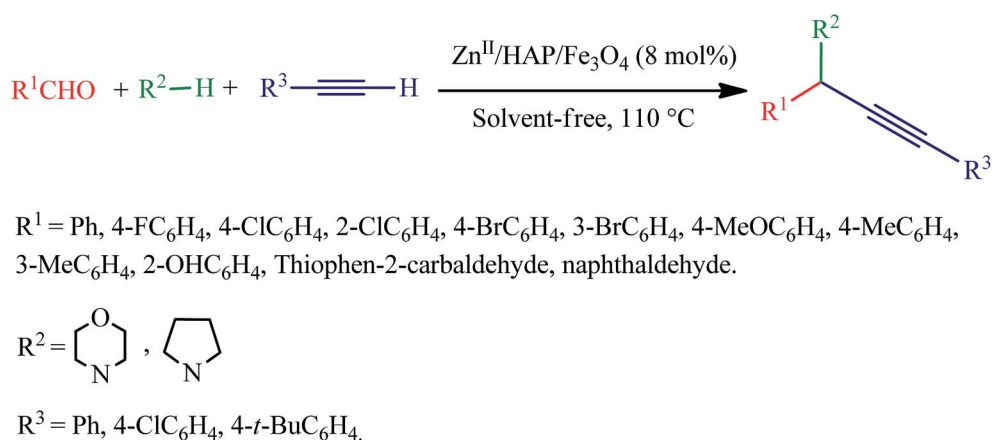 R¹CHO + R²—H + R³—≡—H
Zn^II/HAP/Fe₃O₄ (8 mol%)
Solvent-free, 110 °C
R²
R¹
R³
R¹ = Ph, 4-FC₆H₄, 4-ClC₆H₄, 2-ClC₆H₄, 4-BrC₆H₄, 3-BrC₆H₄, 4-MeOC₆H₄, 4-MeC₆H₄,
3-MeC₆H₄, 2-OHC₆H₄, Thiophen-2-carbaldehyde, naphthaldehyde.
O
R² = ,
N N
R³ = Ph, 4-ClC₆H₄, 4-t-BuC₆H₄.